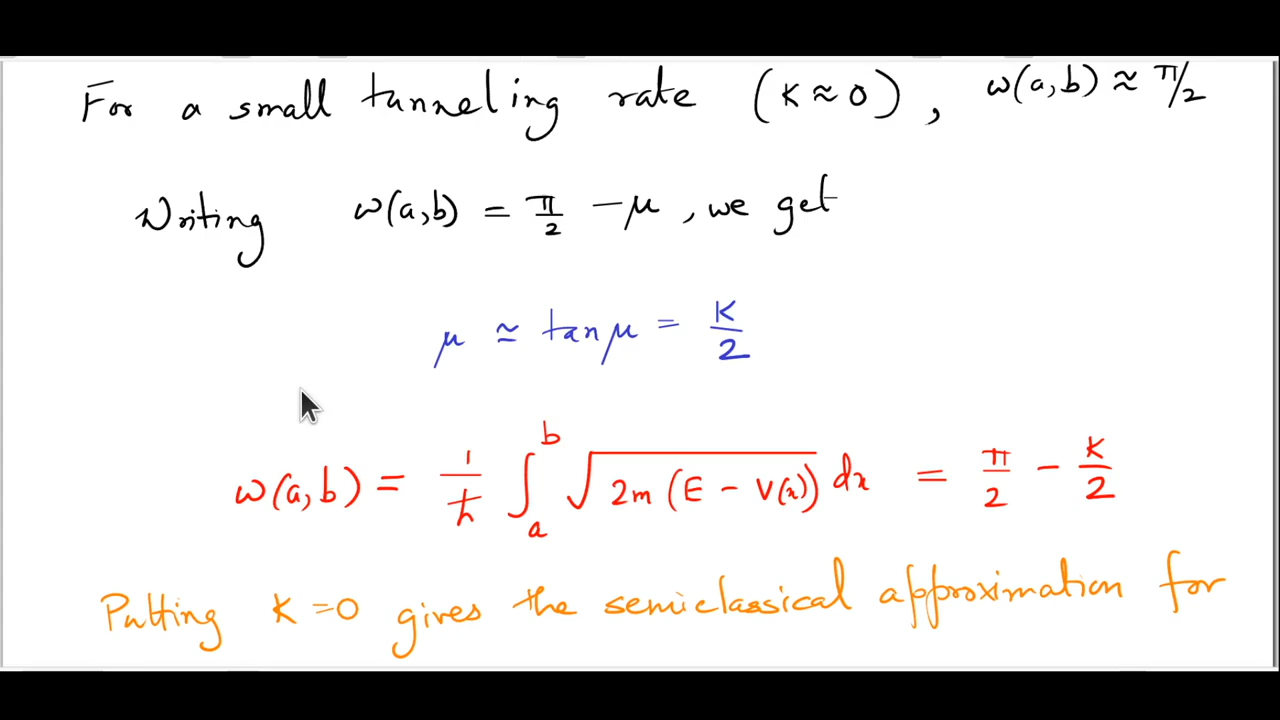 For a small tunneling rate (K ≈ 0), ω(a,b) ≈ π/2
Writing ω(a,b) = π/2 - μ, we get
μ ≃ tan μ = K/2
ω(a,b) = 1/ℏ ∫_a^b √(2m(E - V(x))) dx = π/2 - K/2
Putting K=0 gives the semiclassical approximation for